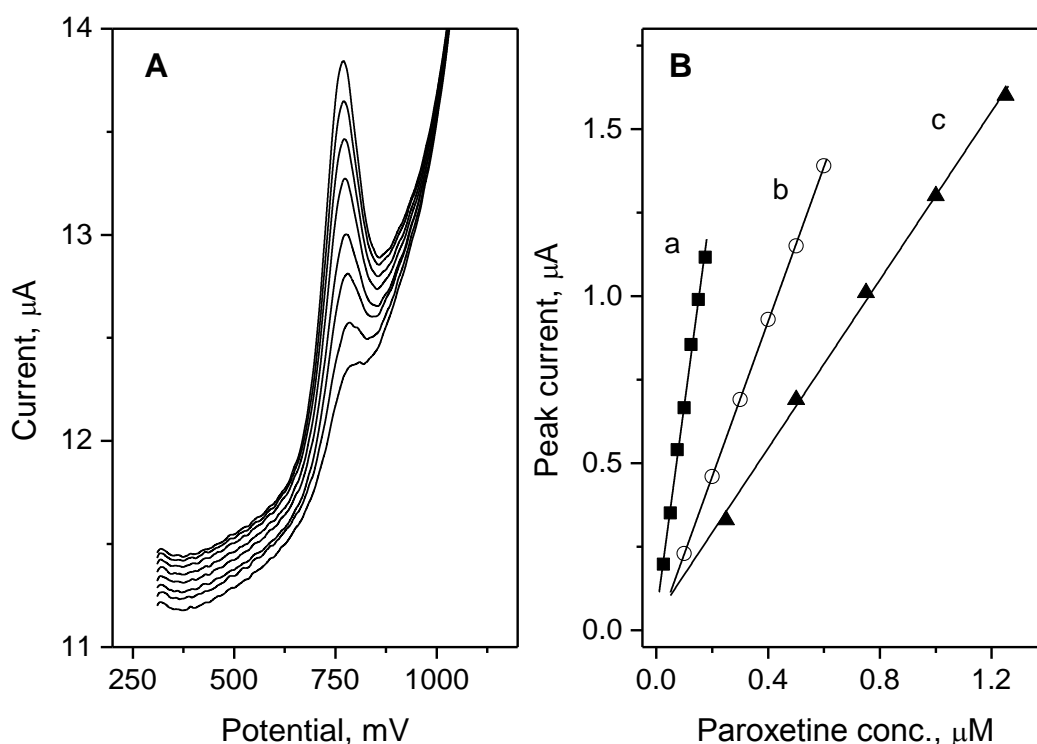 A
14
13
12
11
Current, μA
250
500
750
1000
Potential, mV
B
a
b
c
1.5
1.0
0.5
0.0
Peak current, μA
0.0
0.4
0.8
1.2
Paroxetine conc., μM